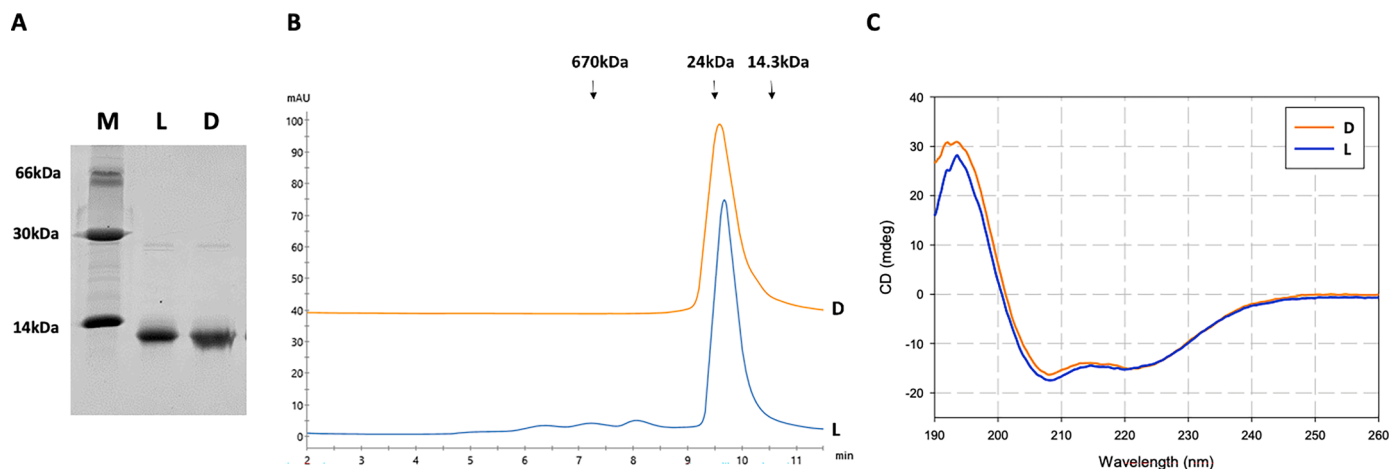 A
M L D
66kDa
30kDa
14kDa
B
670kDa 24kDa 14.3kDa
mAU
100
90
80
70
60
50
40
30
20
10
0
D
L
2 3 4 5 6 7 8 9 10 11 min
C
40
30
20
10
0
-10
-20
CD (mdeg)
D
L
190 200 210 220 230 240 250 260
Wavelength (nm)